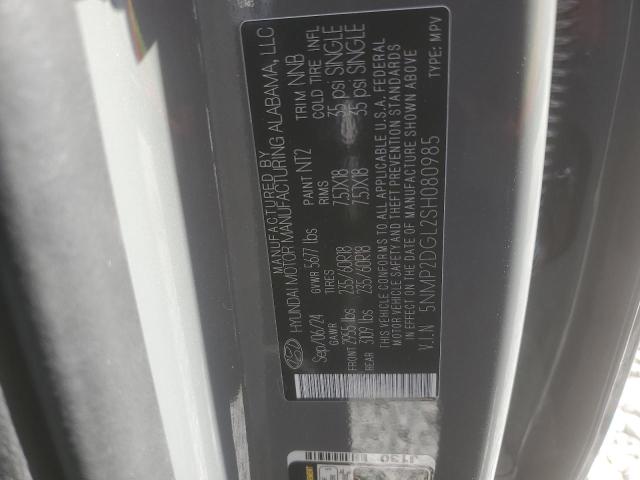 MANUFACTURED BY
HYUNDAI MOTOR MANUFACTURING ALABAMA, LLC
Sep/06/24 GVWR 5677 lbs PAINT NT2 TRIM NNB
GAWR TIRES RIMS COLD TIRE INFL
FRONT 2755 lbs 235/60R18 7.5JX18 35 psi SINGLE
REAR 3109 lbs 235/60R18 7.5JX18 35 psi SINGLE
THIS VEHICLE CONFORMS TO ALL APPLICABLE U.S.A. FEDERAL
MOTOR VEHICLE SAFETY AND THEFT PREVENTION STANDARDS
IN EFFECT ON THE DATE OF MANUFACTURE SHOWN ABOVE
V.I.N 5NMP2DGL2SH080985 TYPE: MPV
J130